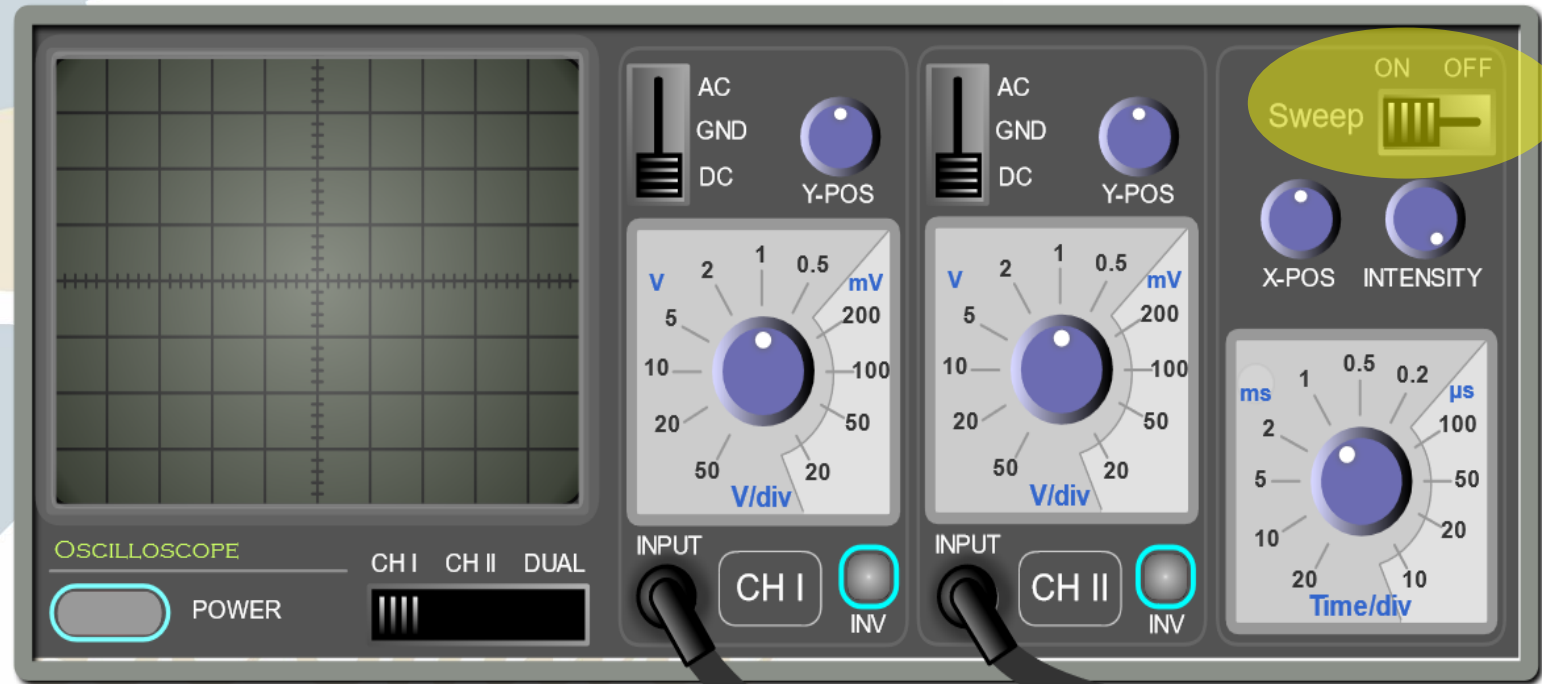 OSCILLOSCOPE
POWER
CH I CH II DUAL
AC
GND
DC
Y-POS
V 2 1 0.5 mV
5 200
10 100
20 50
50 20
V/div
INPUT
CH I
INV
AC
GND
DC
Y-POS
V 2 1 0.5 mV
5 200
10 100
20 50
50 20
V/div
INPUT
CH II
INV
ON OFF
Sweep
X-POS INTENSITY
ms 1 0.5 0.2 µs
2 100
5 50
10 20
20 10
Time/div